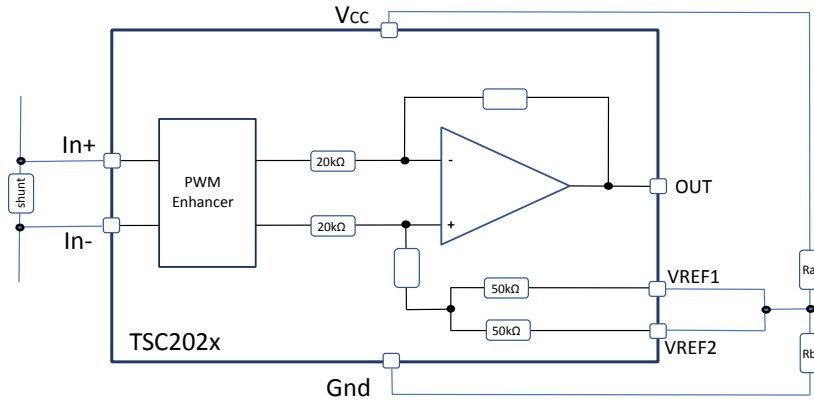 Vcc
In+
20kΩ
-
shunt
PWM
Enhancer
OUT
20kΩ
+
In-
VREF1
Ra
50kΩ
50kΩ
TSC202x
VREF2
Rb
Gnd